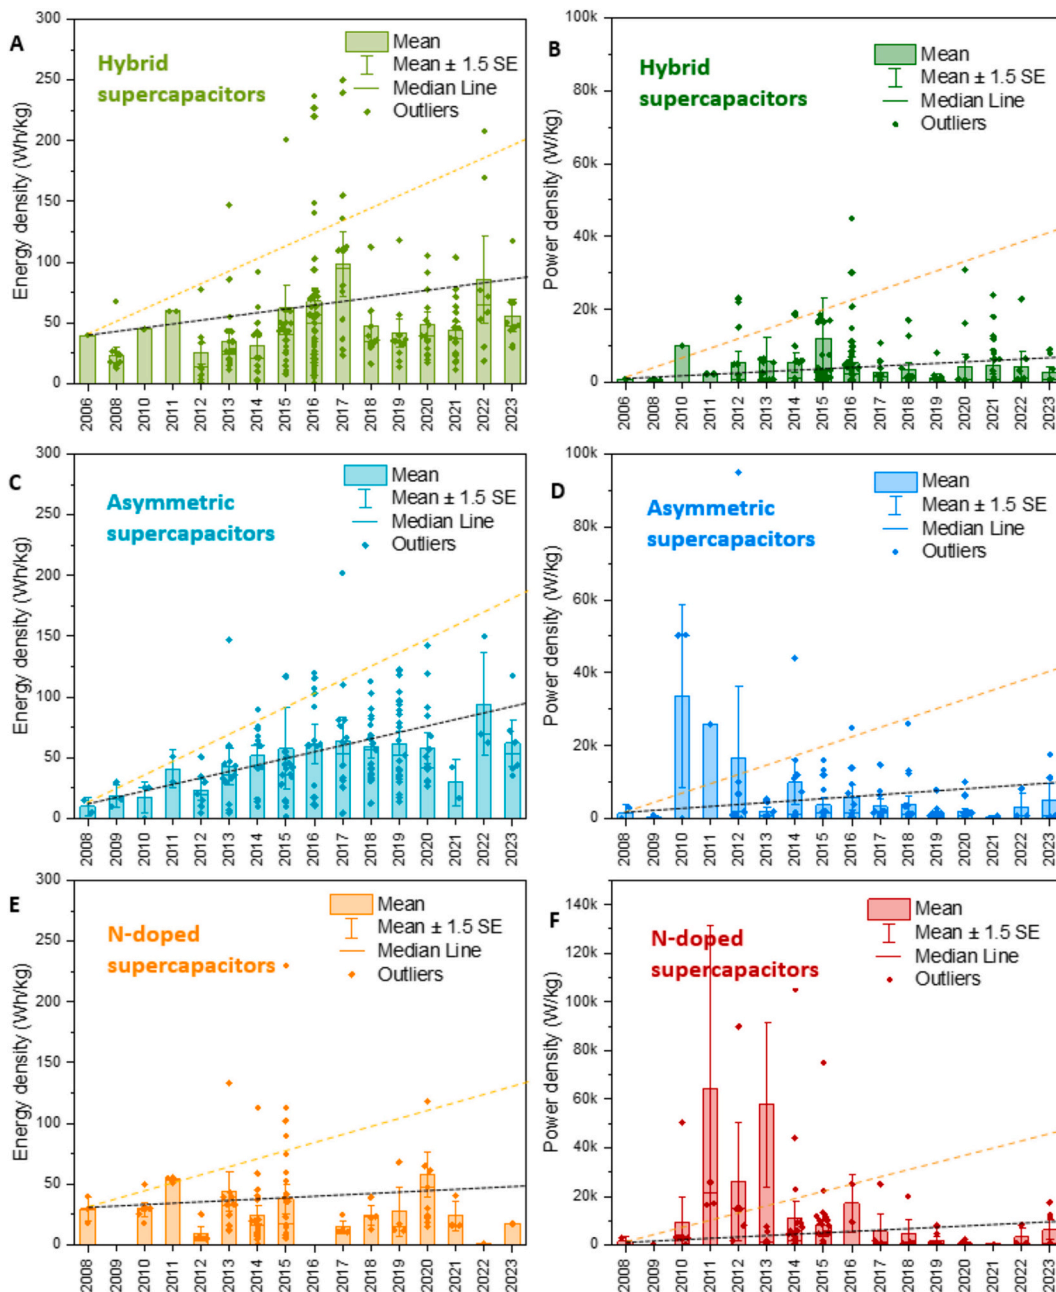 A
Hybrid
supercapacitors
Mean
Mean ± 1.5 SE
Median Line
Outliers
Energy density (Wh/kg)
300
250
200
150
100
50
0
2006
2008
2010
2011
2012
2013
2014
2015
2016
2017
2018
2019
2020
2021
2022
2023
B
Hybrid
supercapacitors
Mean
Mean ± 1.5 SE
Median Line
Outliers
Power density (W/kg)
100k
80k
60k
40k
20k
0
2006
2008
2010
2011
2012
2013
2014
2015
2016
2017
2018
2019
2020
2021
2022
2023
C
Asymmetric
supercapacitors
Mean
Mean ± 1.5 SE
Median Line
Outliers
Energy density (Wh/kg)
300
250
200
150
100
50
0
2008
2009
2010
2011
2012
2013
2014
2015
2016
2017
2018
2019
2020
2021
2022
2023
D
Asymmetric
supercapacitors
Mean
Mean ± 1.5 SE
Median Line
Outliers
Power density (W/kg)
100k
80k
60k
40k
20k
0
2008
2009
2010
2011
2012
2013
2014
2015
2016
2017
2018
2019
2020
2021
2022
2023
E
N-doped
supercapacitors
Mean
Mean ± 1.5 SE
Median Line
Outliers
Energy density (Wh/kg)
300
250
200
150
100
50
0
2008
2009
2010
2011
2012
2013
2014
2015
2016
2017
2018
2019
2020
2021
2022
2023
F
N-doped
supercapacitors
Mean
Mean ± 1.5 SE
Median Line
Outliers
Power density (W/kg)
140k
120k
100k
80k
60k
40k
20k
0
2008
2009
2010
2011
2012
2013
2014
2015
2016
2017
2018
2019
2020
2021
2022
2023